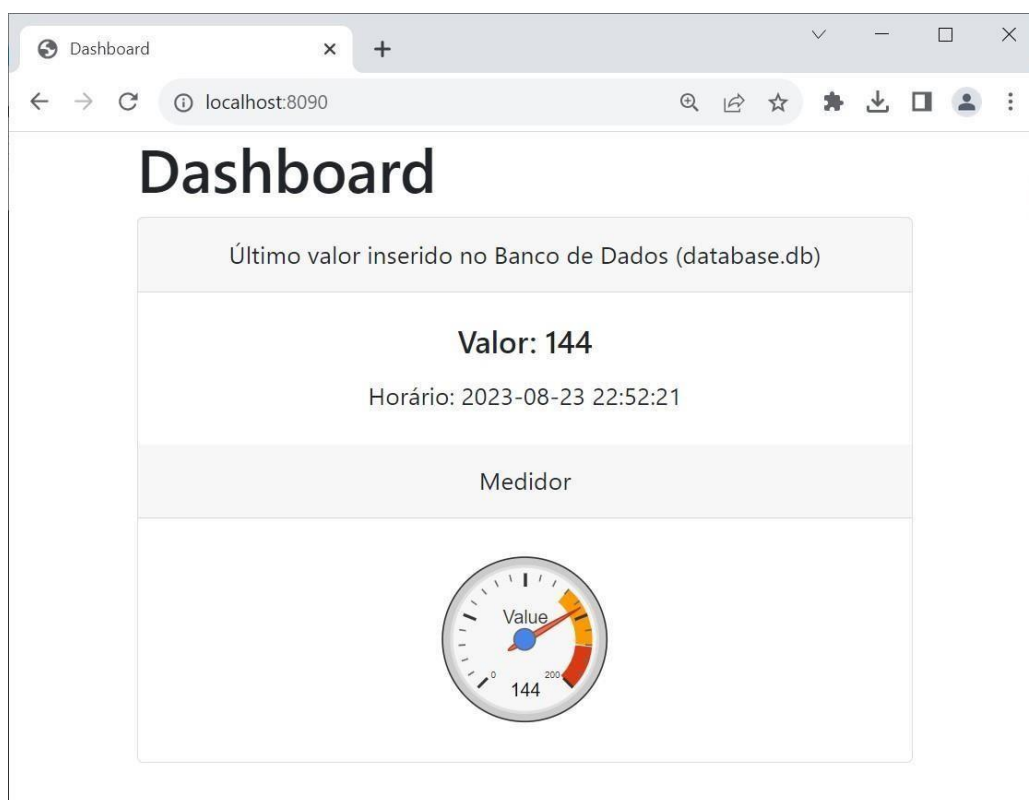 Dashboard
localhost:8090
Dashboard
Último valor inserido no Banco de Dados (database.db)
Valor: 144
Horário: 2023-08-23 22:52:21
Medidor
Value
0
200
144